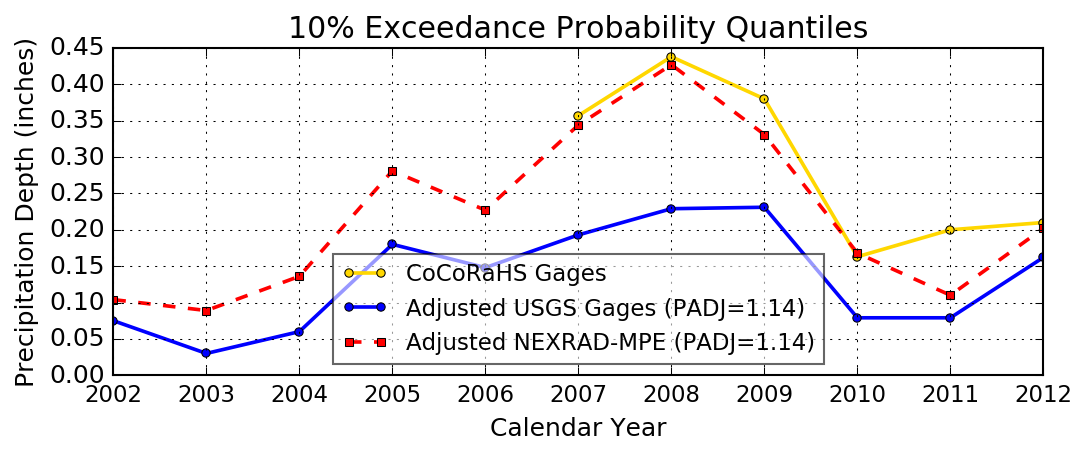 10% Exceedance Probability Quantiles
Precipitation Depth (inches)
0.45
0.40
0.35
0.30
0.25
0.20
0.15
0.10
0.05
0.00
CoCoRaHS Gages
Adjusted USGS Gages (PADJ=1.14)
Adjusted NEXRAD-MPE (PADJ=1.14)
2002 2003 2004 2005 2006 2007 2008 2009 2010 2011 2012
Calendar Year